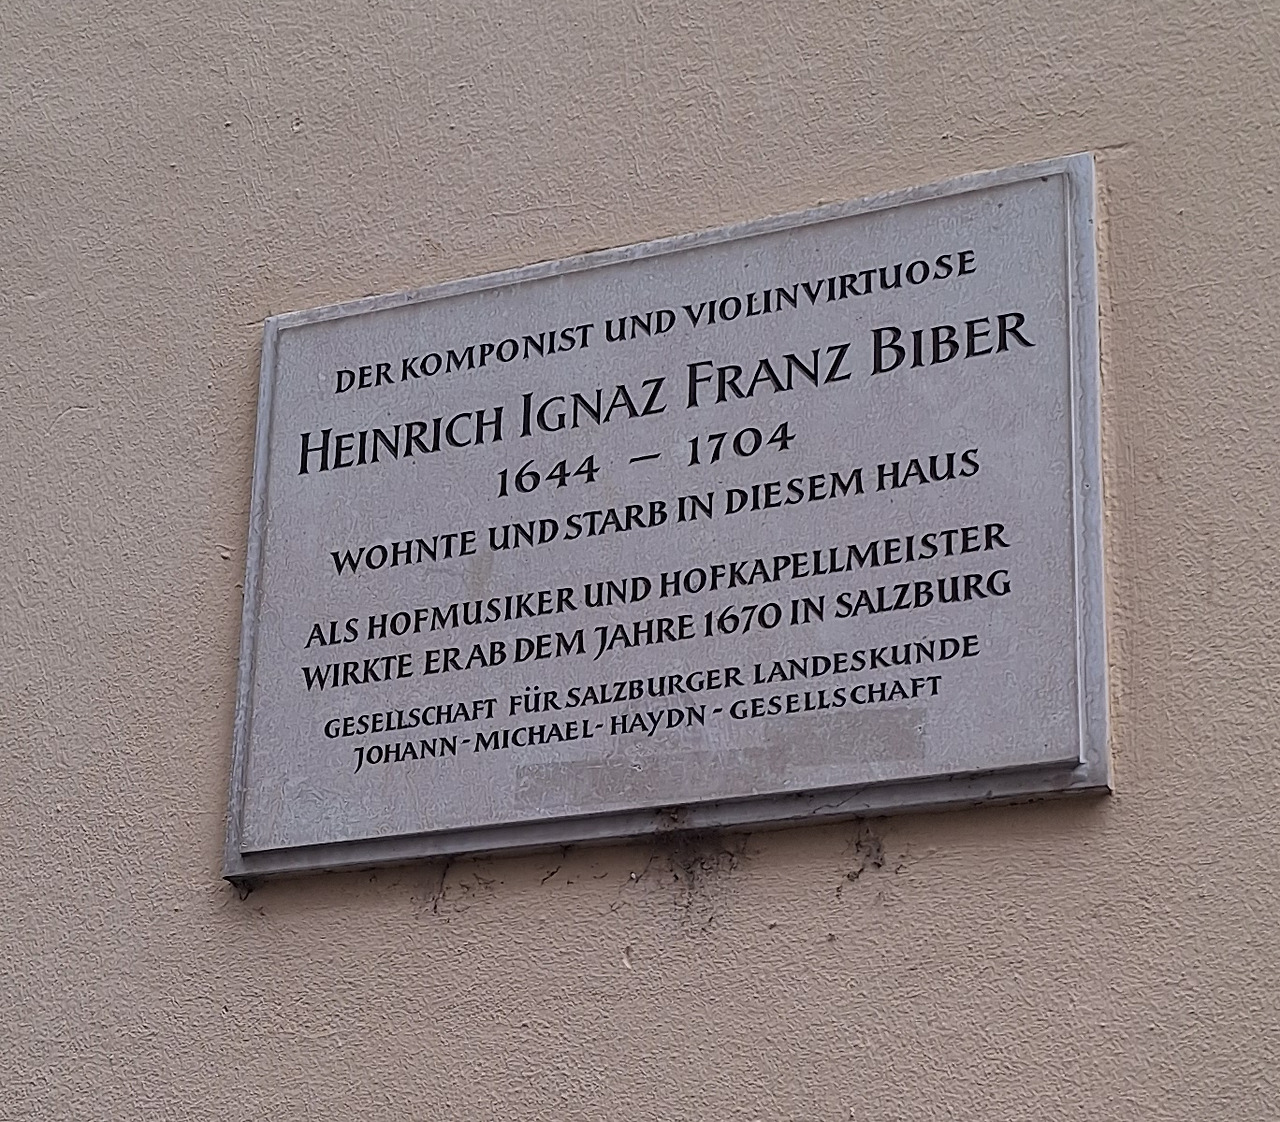 DER KOMPONIST UND VIOLINVIRTUOSE
HEINRICH IGNAZ FRANZ BIBER
1644 – 1704
WOHNTE UND STARB IN DIESEM HAUS
ALS HOFMUSIKER UND HOFKAPELLMEISTER
WIRKTE ER AB DEM JAHRE 1670 IN SALZBURG
GESELLSCHAFT FÜR SALZBURGER LANDESKUNDE
JOHANN-MICHAEL-HAYDN-GESELLSCHAFT